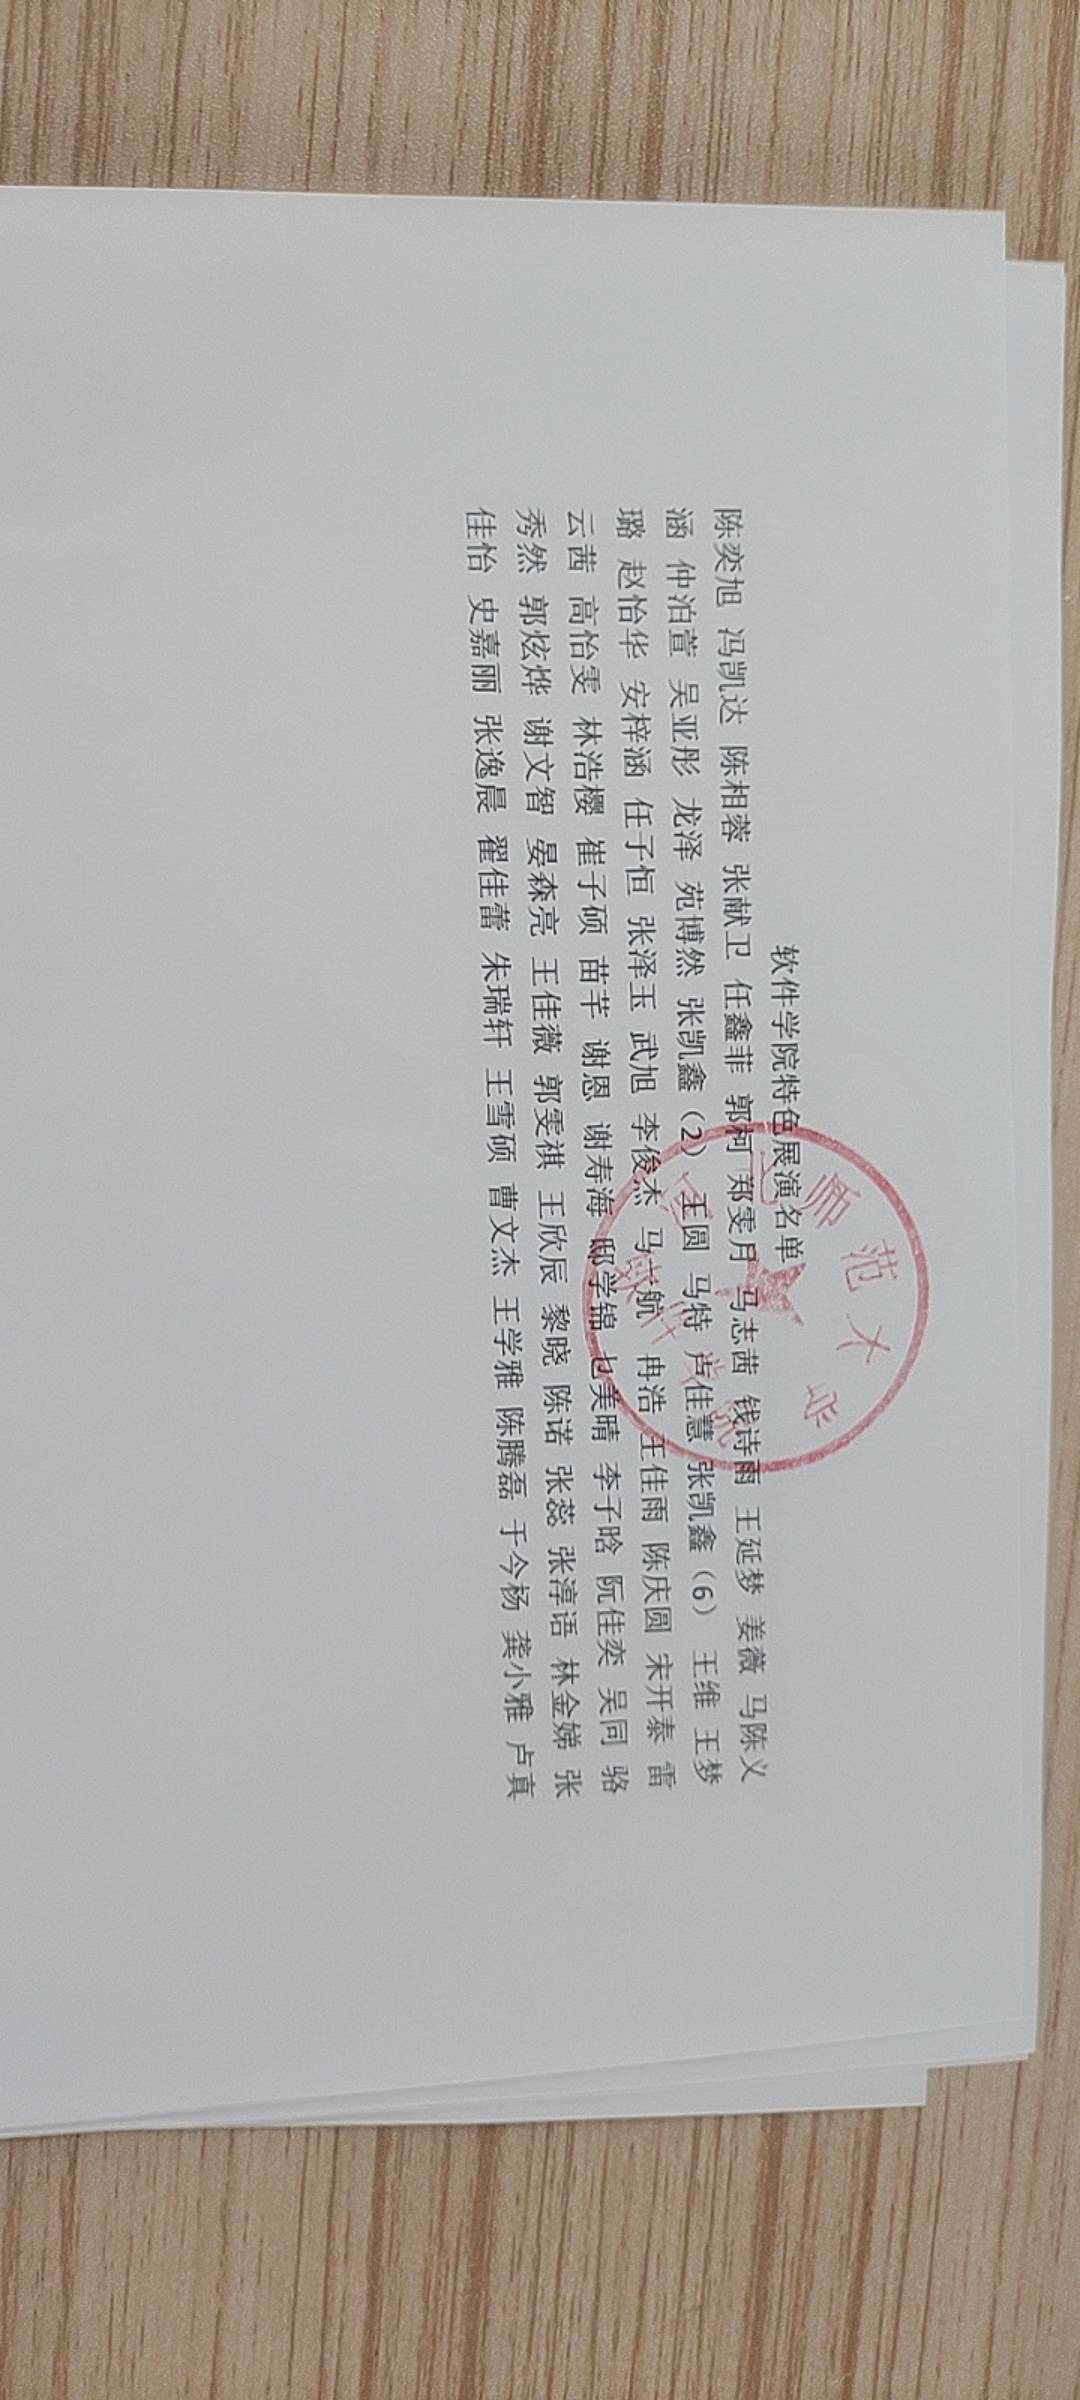 软件学院特色展演名单
陈奕旭 冯凯达 陈相蓉 张献卫 任鑫菲 郭柯 郑雯月 马志茜 钱诗雨 王延梦 姜薇 马陈义
涵 仲泊萱 吴亚彤 龙泽 苑博然 张凯鑫（2） 王圆 马特 卢佳慧 张凯鑫（6） 王维 王梦
璐 赵怡华 安梓涵 任子恒 张泽玉 武旭 李俊杰 马一航 冉浩 王佳雨 陈庆圆 宋开泰 雷
云茜 高怡雯 林浩樱 崔子硕 苗芊 谢恩 谢寿海 邸学锦 乜美晴 李子晗 阮佳奕 吴同 骆
秀然 郭炫烨 谢文智 晏森亮 王佳薇 郭雯祺 王欣辰 黎晓 陈诺 张蕊 张淳语 林金娣 张
佳怡 史嘉丽 张逸晨 翟佳蕾 朱瑞轩 王雪硕 曹文杰 王学雅 陈腾磊 于今杨 龚小雅 卢真
北师范大学
软件学院